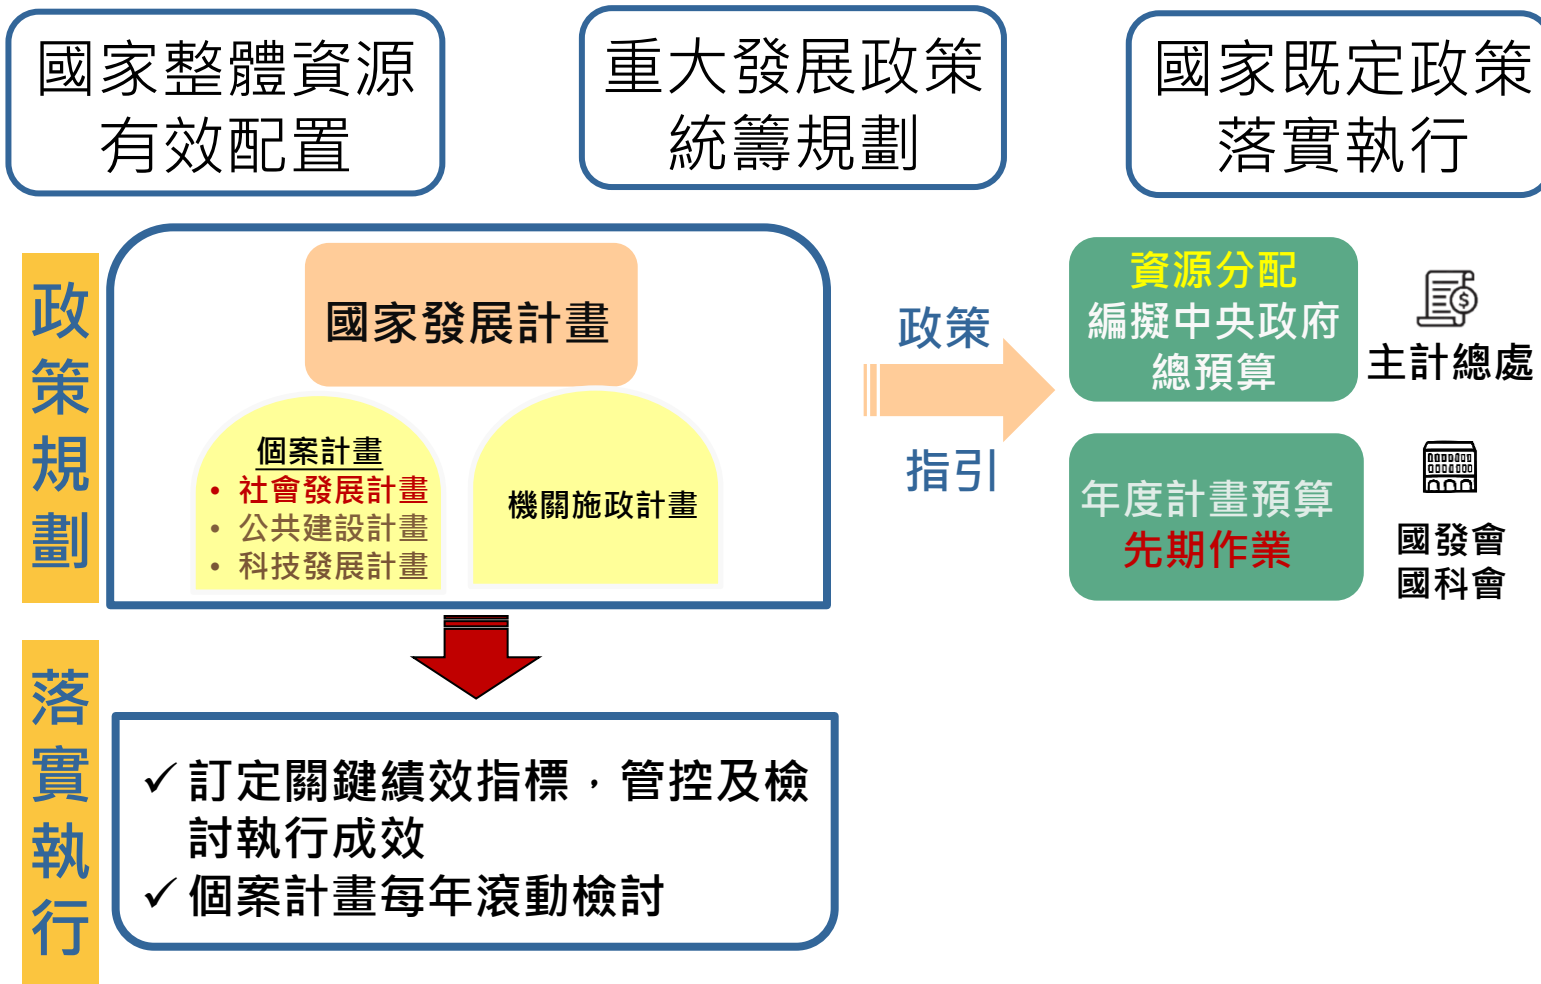 國家整體資源
有效配置
重大發展政策
統籌規劃
國家既定政策
落實執行
政策規劃
國家發展計畫
個案計畫
• 社會發展計畫
• 公共建設計畫
• 科技發展計畫
機關施政計畫
政策
指引
資源分配
編擬中央政府
總預算
主計總處
年度計畫預算
先期作業
國發會
國科會
落實執行
✓ 訂定關鍵績效指標，管控及檢
討執行成效
✓ 個案計畫每年滾動檢討